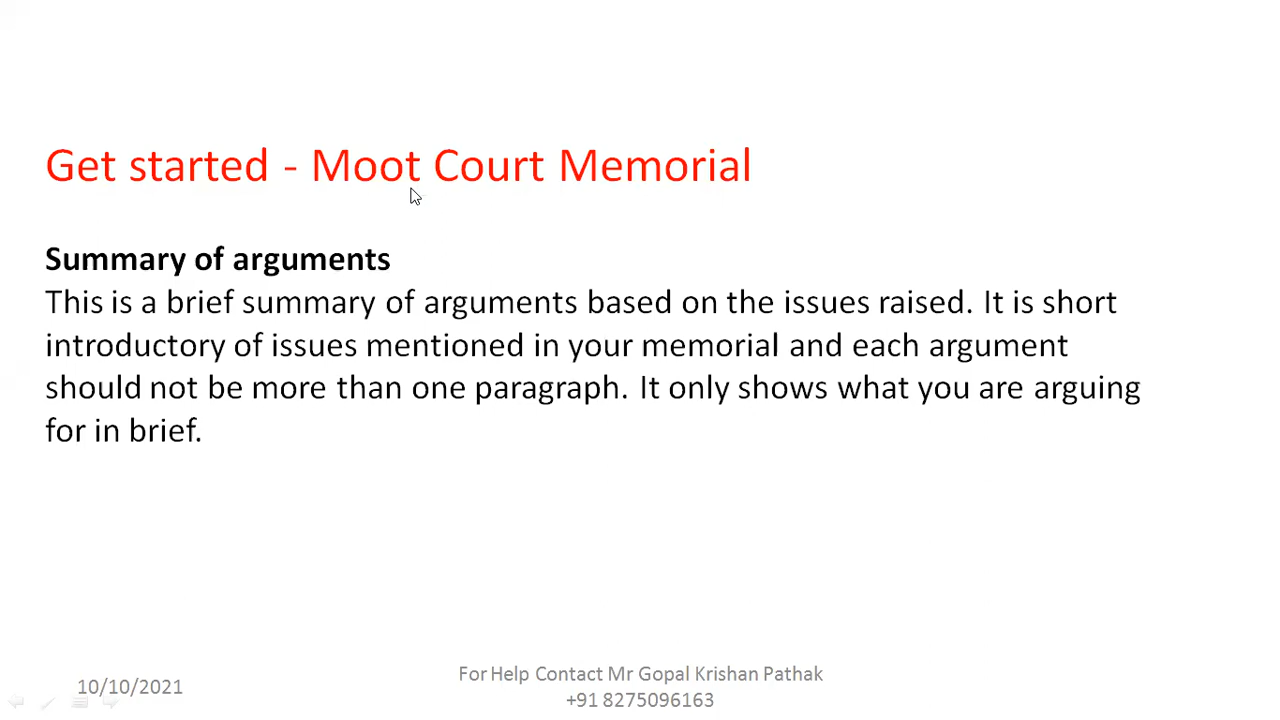 Get started - Moot Court Memorial
Summary of arguments
This is a brief summary of arguments based on the issues raised. It is short
introductory of issues mentioned in your memorial and each argument
should not be more than one paragraph. It only shows what you are arguing
for in brief.
10/10/2021
For Help Contact Mr Gopal Krishan Pathak
+91 8275096163